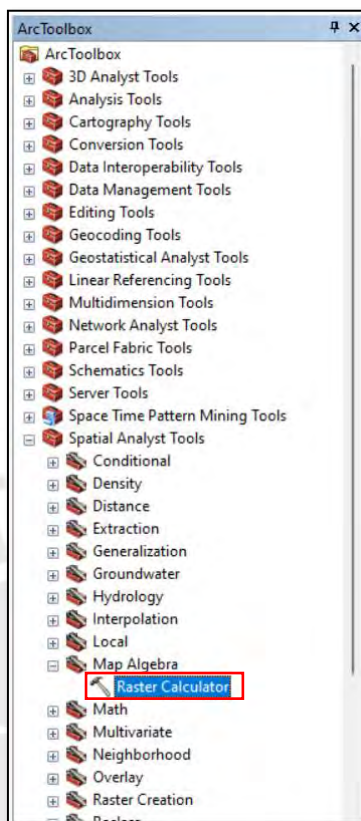 ArcToolbox
ArcToolbox
3D Analyst Tools
Analysis Tools
Cartography Tools
Conversion Tools
Data Interoperability Tools
Data Management Tools
Editing Tools
Geocoding Tools
Geostatistical Analyst Tools
Linear Referencing Tools
Multidimension Tools
Network Analyst Tools
Parcel Fabric Tools
Schematics Tools
Server Tools
Space Time Pattern Mining Tools
Spatial Analyst Tools
Conditional
Density
Distance
Extraction
Generalization
Groundwater
Hydrology
Interpolation
Local
Map Algebra
Raster Calculator
Math
Multivariate
Neighborhood
Overlay
Raster Creation